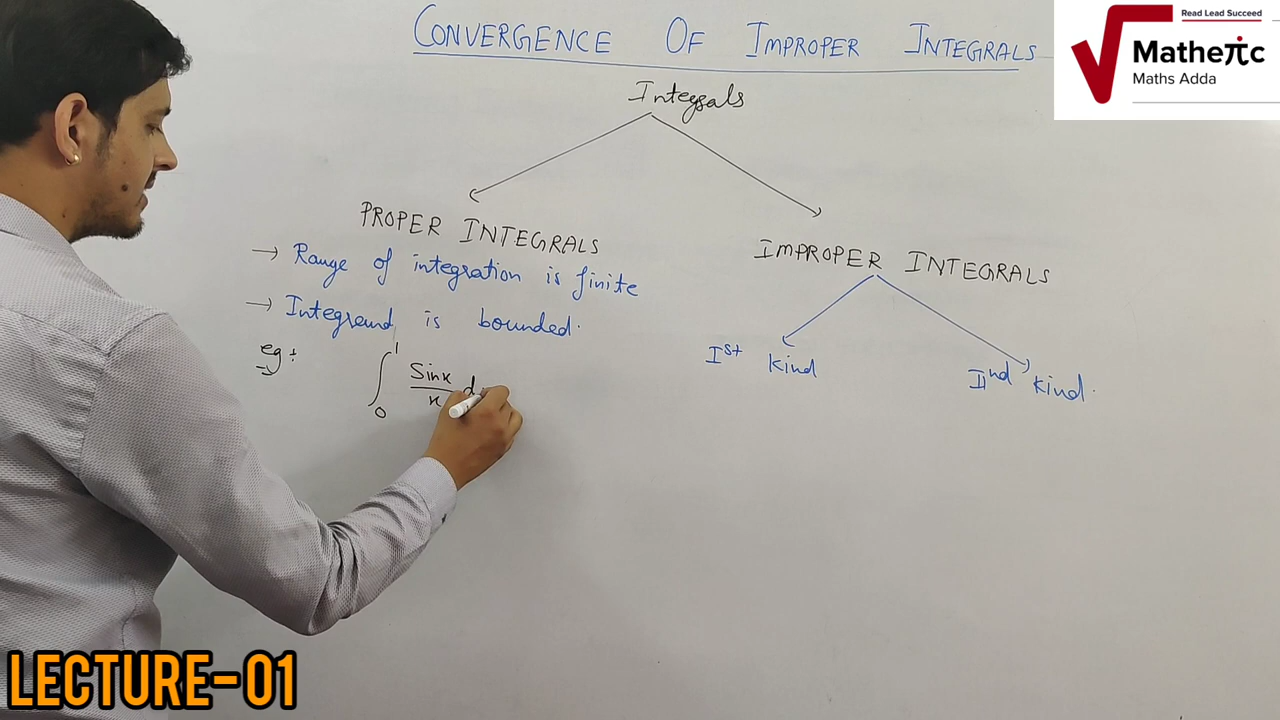 CONVERGENCE OF IMPROPER INTEGRALS
Read Lead Succeed
Matheπc
Maths Adda
Integrals
PROPER INTEGRALS
→ Range of integration is finite
→ Integrand is bounded.
eg:
∫₀¹ Sinx/x d
IMPROPER INTEGRALS
Iˢᵗ kind
IIⁿᵈ kind.
LECTURE-01